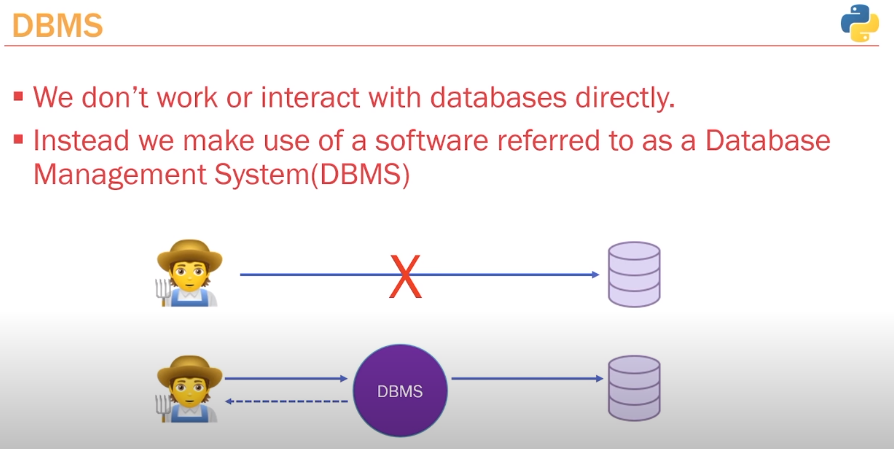 DBMS
We don't work or interact with databases directly.
Instead we make use of a software referred to as a Database
Management System(DBMS)
X
DBMS